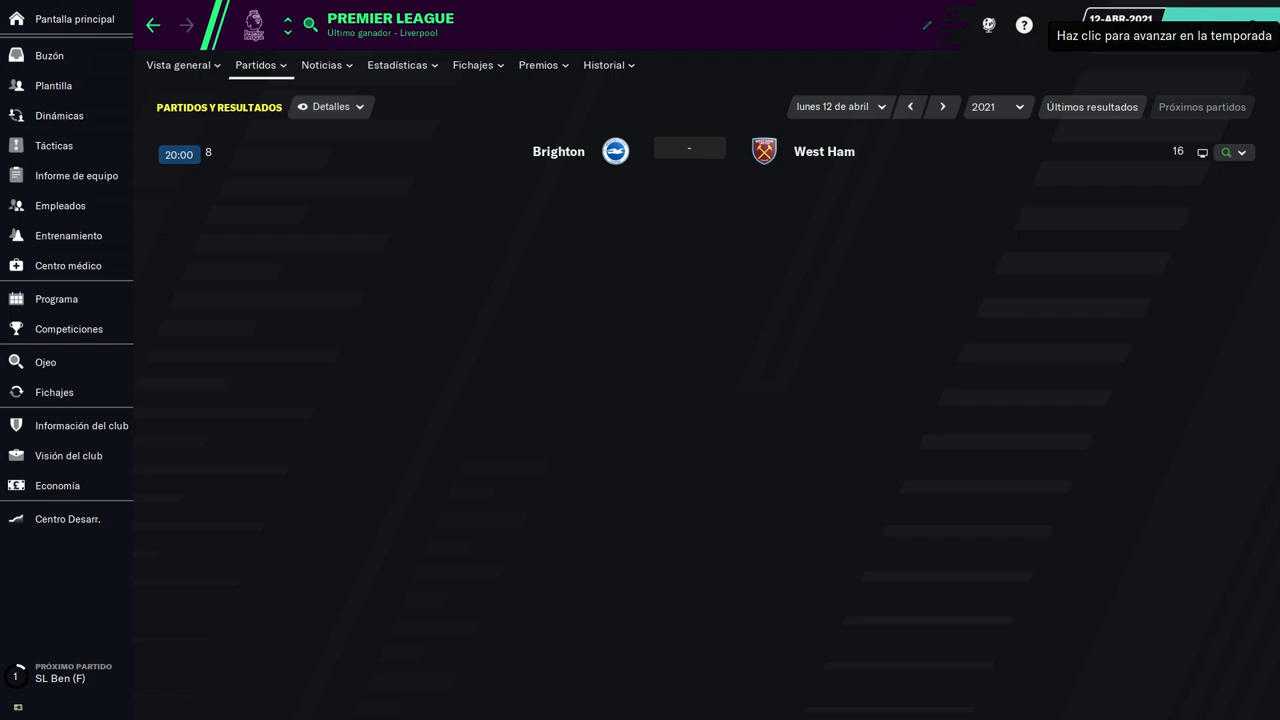 Pantalla principal
Buzón
Plantilla
Dinámicas
Tácticas
Informe de equipo
Empleados
Entrenamiento
Centro médico
Programa
Competiciones
Ojeo
Fichajes
Información del club
Visión del club
Economía
Centro Desarr.
1
PRÓXIMO PARTIDO
SL Ben (F)
PREMIER LEAGUE
Último ganador - Liverpool
?
12-ABR-2021
Haz clic para avanzar en la temporada
Vista general Partidos Noticias Estadísticas Fichajes Premios Historial
PARTIDOS Y RESULTADOS Detalles lunes 12 de abril 2021 Últimos resultados Próximos partidos
20:00 8 Brighton - West Ham 16